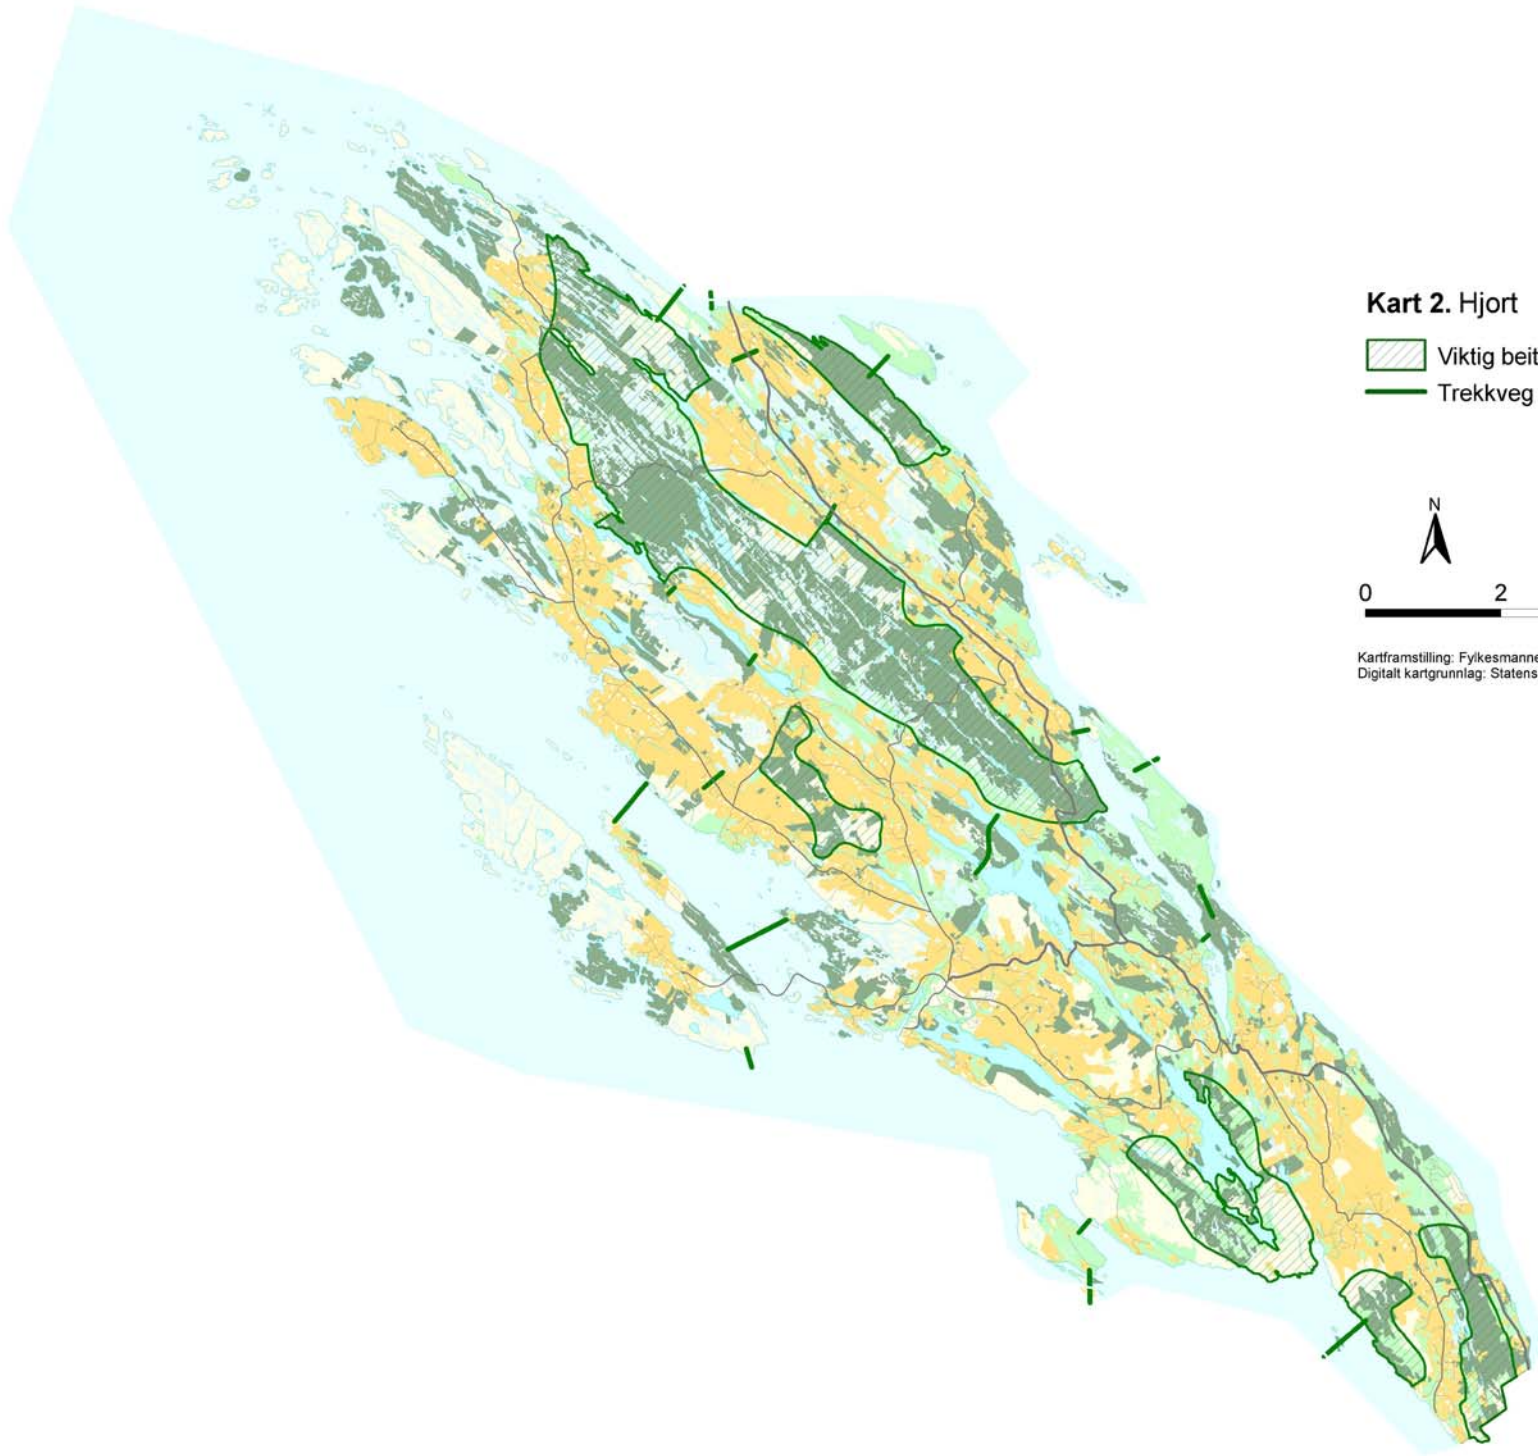 Kart 2. Hjort
Viktig beit
Trekkveg
N
0 2
Kartframstilling: Fylkesmanne
Digitalt kartgrunnlag: Statens